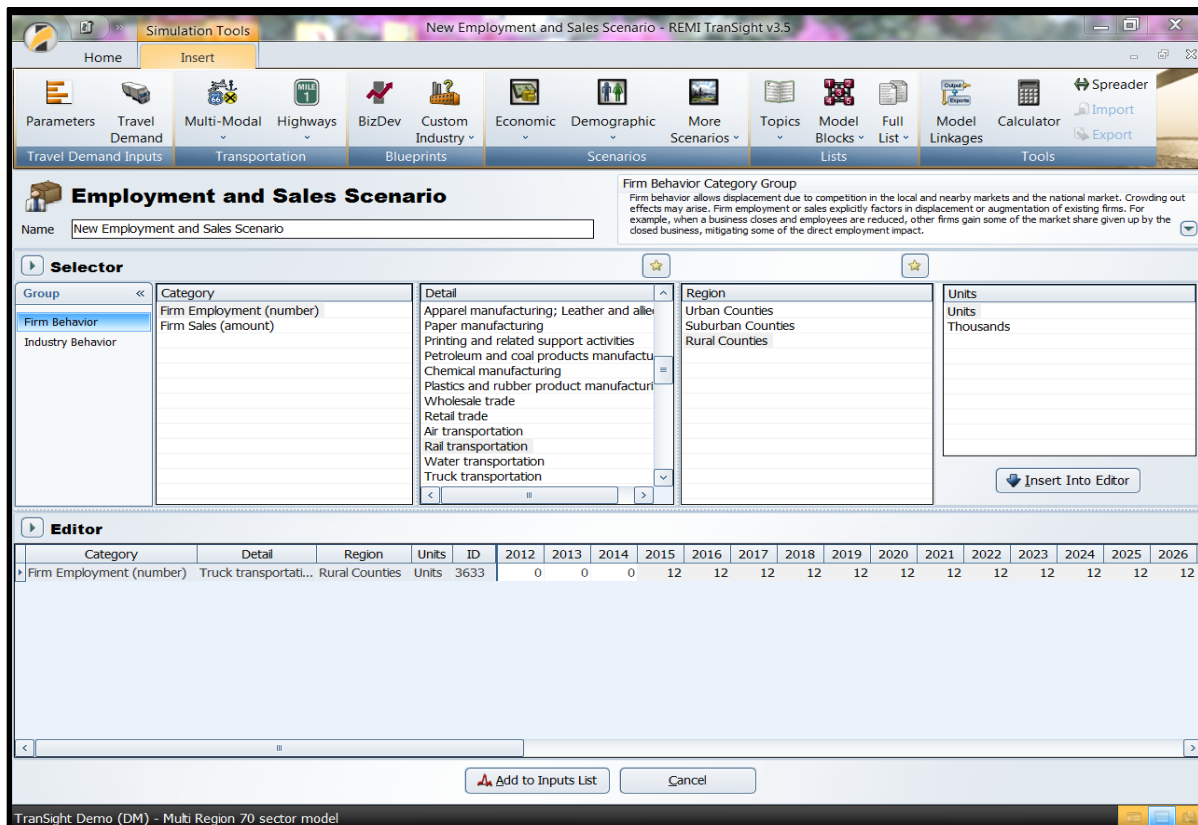 Simulation Tools
New Employment and Sales Scenario - REMI TranSight v3.5
Home Insert
Parameters
Travel Demand
Travel Demand Inputs
Multi-Modal
Highways
MILE 1
66
Transportation
BizDev
Custom Industry
Blueprints
Economic
Demographic
More Scenarios
Scenarios
Topics
Model Blocks
Full List
Lists
Output
Exports
Model Linkages
Calculator
Spreader
Import
Export
Tools
Employment and Sales Scenario
Name New Employment and Sales Scenario
Firm Behavior Category Group
Firm behavior allows displacement due to competition in the local and nearby markets and the national market. Crowding out
effects may arise. Firm employment or sales explicitly factors in displacement or augmentation of existing firms. For
example, when a business closes and employees are reduced, other firms gain some of the market share given up by the
closed business, mitigating some of the direct employment impact.
Selector
Group «
Firm Behavior
Industry Behavior
Category
Firm Employment (number)
Firm Sales (amount)
Detail
Apparel manufacturing; Leather and allie
Paper manufacturing
Printing and related support activities
Petroleum and coal products manufactu
Chemical manufacturing
Plastics and rubber product manufacturi
Wholesale trade
Retail trade
Air transportation
Rail transportation
Water transportation
Truck transportation
Region
Urban Counties
Suburban Counties
Rural Counties
Units
Units
Thousands
Insert Into Editor
Editor
Category Detail Region Units ID 2012 2013 2014 2015 2016 2017 2018 2019 2020 2021 2022 2023 2024 2025 2026
Firm Employment (number) Truck transportati... Rural Counties Units 3633 0 0 0 12 12 12 12 12 12 12 12 12 12 12 12
Add to Inputs List Cancel
TranSight Demo (DM) - Multi Region 70 sector model